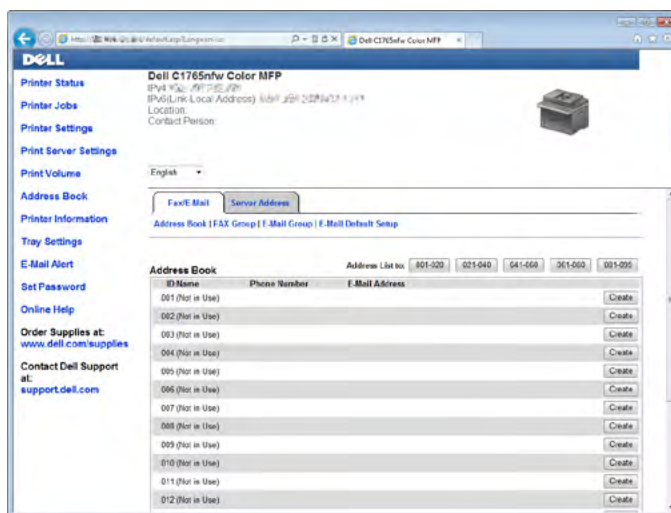 Dell C1765nfw Color MFP
DELL
Dell C1765nfw Color MFP
IPv4
IPv6(Link Local Address)
Location:
Contact Person:
Printer Status
Printer Jobs
Printer Settings
Print Server Settings
Print Volume
Address Book
Printer Information
Tray Settings
E-Mail Alert
Set Password
Online Help
Order Supplies at:
www.dell.com/supplies
Contact Dell Support
at:
support.dell.com
English
Fax/E-Mail Server Address
Address Book | FAX Group | E-Mail Group | E-Mail Default Setup
Address Book Address List to: 001-020 021-040 041-060 061-080 081-099
ID:Name Phone Number E-Mail Address
001:(Not in Use) Create
002:(Not in Use) Create
003:(Not in Use) Create
004:(Not in Use) Create
005:(Not in Use) Create
006:(Not in Use) Create
007:(Not in Use) Create
008:(Not in Use) Create
009:(Not in Use) Create
010:(Not in Use) Create
011:(Not in Use) Create
012:(Not in Use) Create